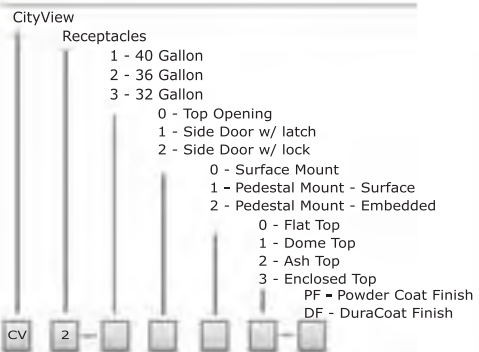 CityView
Receptacles
1 - 40 Gallon
2 - 36 Gallon
3 - 32 Gallon
0 - Top Opening
1 - Side Door w/ latch
2 - Side Door w/ lock
0 - Surface Mount
1 - Pedestal Mount - Surface
2 - Pedestal Mount - Embedded
0 - Flat Top
1 - Dome Top
2 - Ash Top
3 - Enclosed Top
PF - Powder Coat Finish
DF - DuraCoat Finish
CV 2 - -